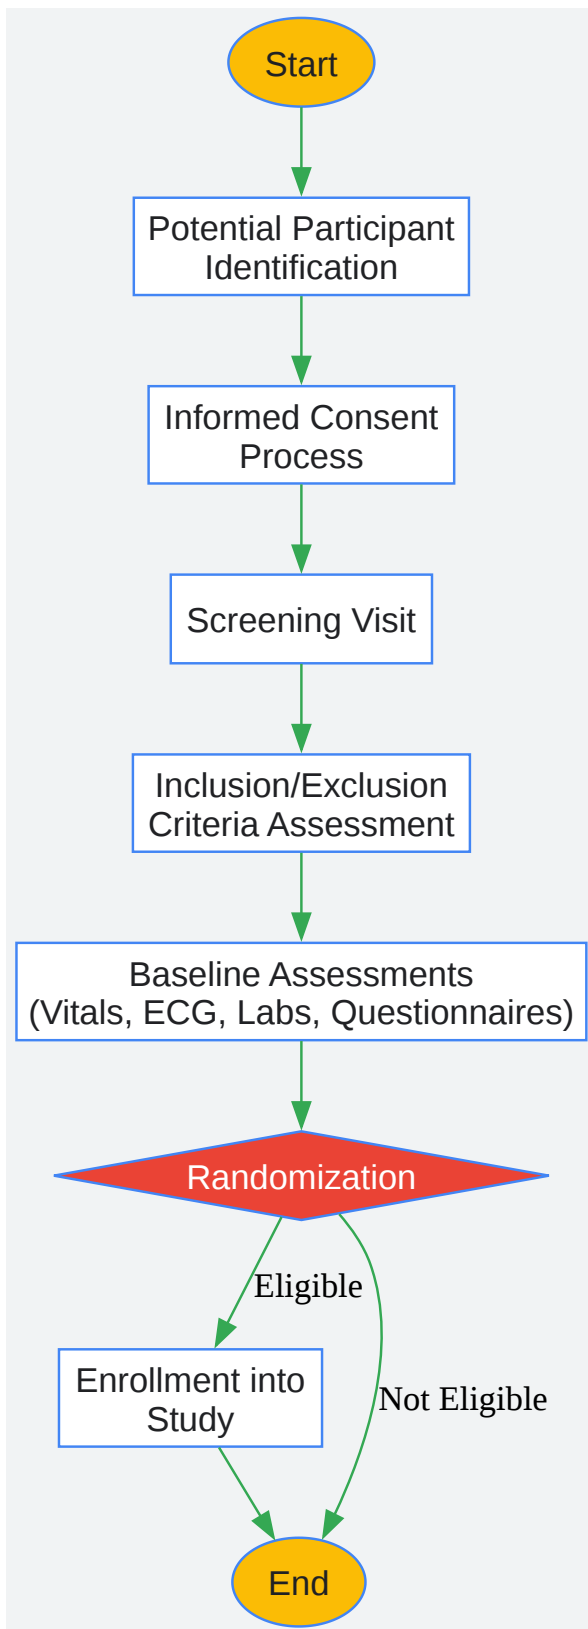 Start
Potential Participant
Identification
Informed Consent
Process
Screening Visit
Inclusion/Exclusion
Criteria Assessment
Baseline Assessments
(Vitals, ECG, Labs, Questionnaires)
Randomization
Eligible
Enrollment into
Study
Not Eligible
End